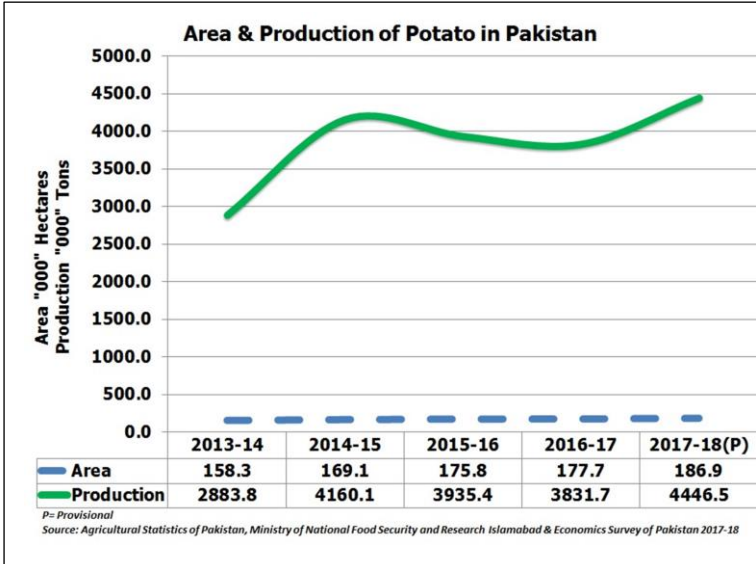 Area & Production of Potato in Pakistan
Area "000" Hectares
Production "000" Tons
5000.0
4500.0
4000.0
3500.0
3000.0
2500.0
2000.0
1500.0
1000.0
500.0
0.0
2013-14 2014-15 2015-16 2016-17 2017-18(P)
Area 158.3 169.1 175.8 177.7 186.9
Production 2883.8 4160.1 3935.4 3831.7 4446.5
P= Provisional
Source: Agricultural Statistics of Pakistan, Ministry of National Food Security and Research Islamabad & Economics Survey of Pakistan 2017-18